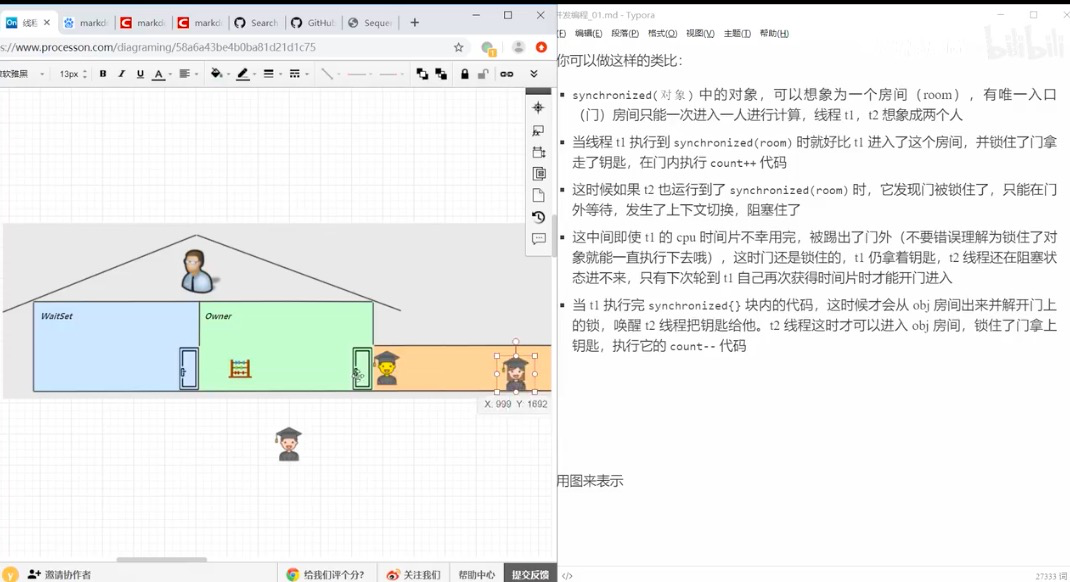 线程
markd
markd
markd
Search
GitHu
Sequer
s://www.processon.com/diagraming/58a6a43be4b0ba81d21d1c75
软雅黑
13px
B
I
U
A
WaitSet
Owner
X: 999 Y: 1692
邀请协作者
给我们评个分?
关注我们
帮助中心
提交反馈
并发编程_01.md - Typora
编辑(E) 段落(P) 格式(O) 视图(V) 主题(T) 帮助(H)
bilibili
你可以做这样的类比：
synchronized(对象) 中的对象，可以想象为一个房间（room），有唯一入口
（门）房间只能一次进入一人进行计算，线程 t1，t2 想象成两个人
当线程 t1 执行到 synchronized(room) 时就好比 t1 进入了这个房间，并锁住了门拿
走了钥匙，在门内执行 count++ 代码
这时候如果 t2 也运行到了 synchronized(room) 时，它发现门被锁住了，只能在门
外等待，发生了上下文切换，阻塞住了
这中间即使 t1 的 cpu 时间片不幸用完，被踢出了门外（不要错误理解为锁住了对
象就能一直执行下去哦），这时门还是锁住的，t1 仍拿着钥匙，t2 线程还在阻塞状
态进不来，只有下次轮到 t1 自己再次获得时间片时才能开门进入
当 t1 执行完 synchronized{} 块内的代码，这时候才会从 obj 房间出来并解开门上
的锁，唤醒 t2 线程把钥匙给他。t2 线程这时才可以进入 obj 房间，锁住了门拿上
钥匙，执行它的 count-- 代码
用图来表示
</>
27333 词